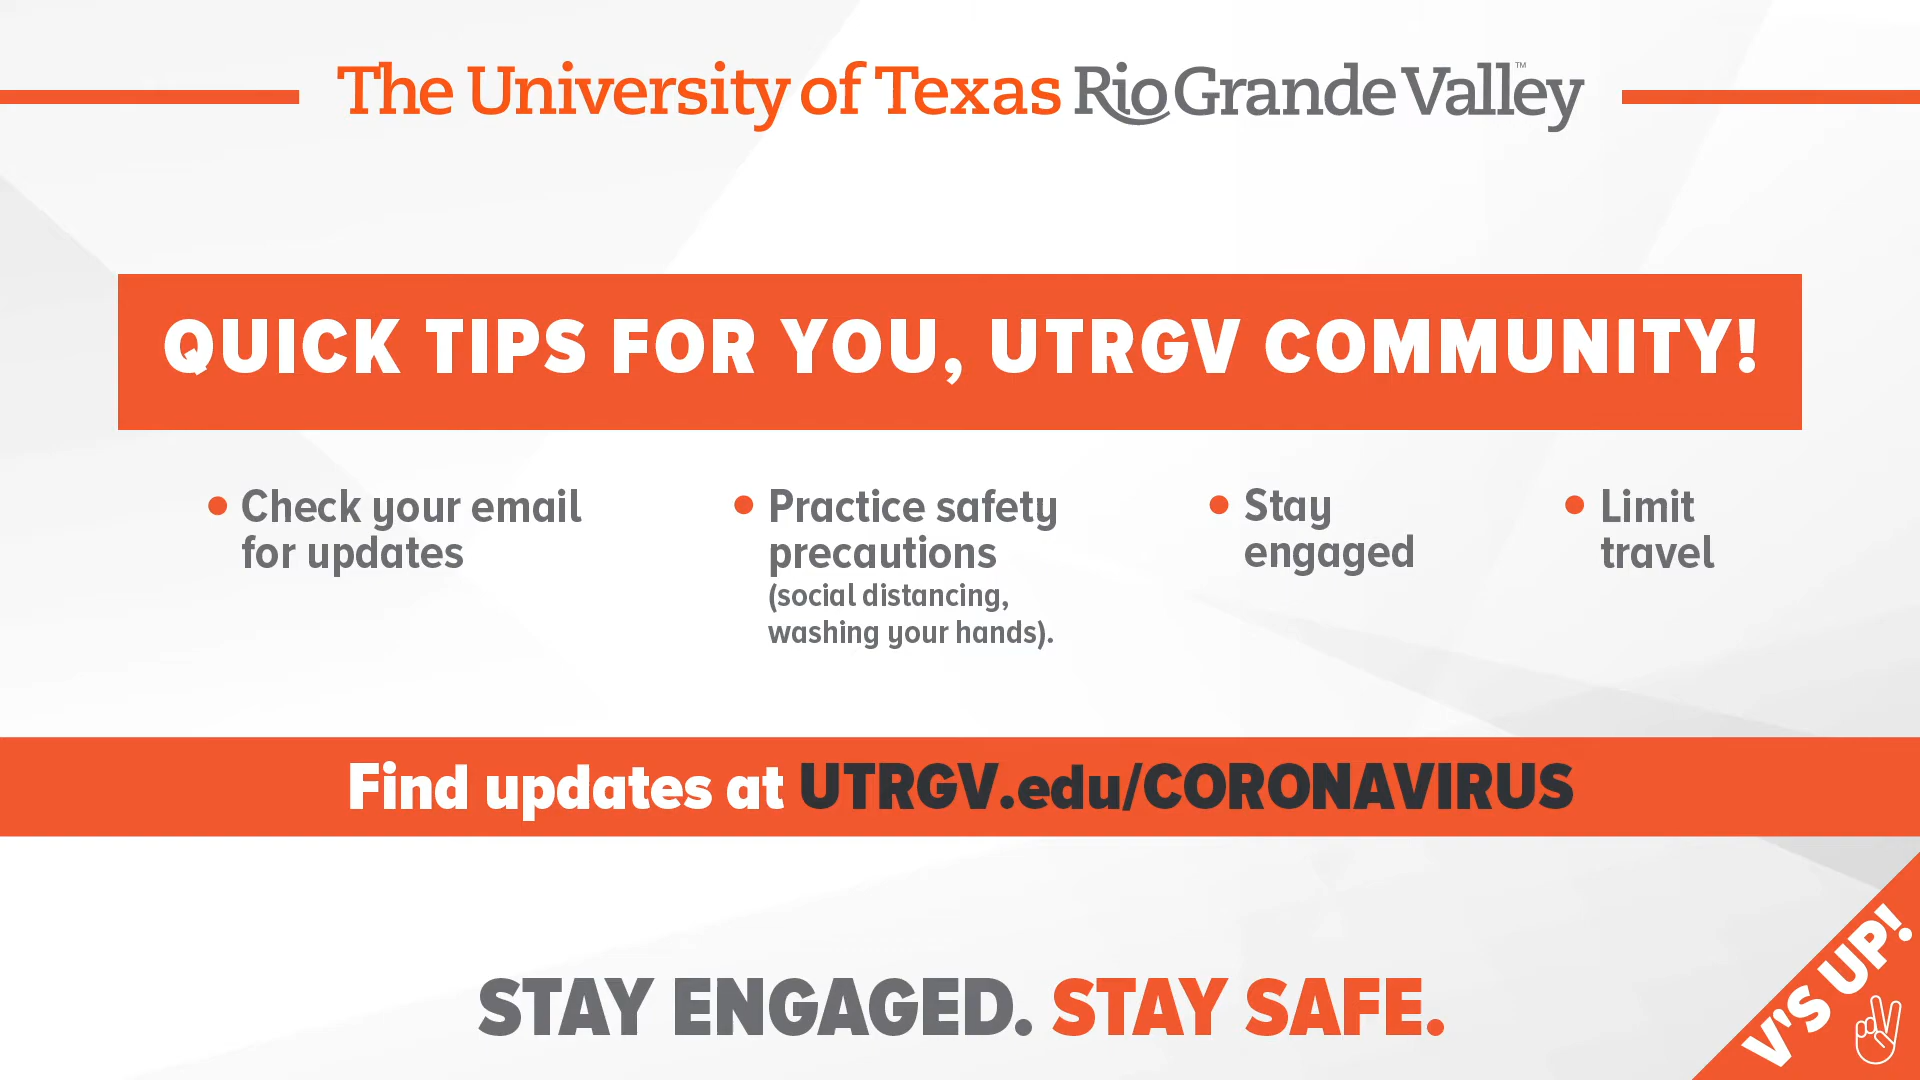 The University of Texas Rio Grande Valley™
QUICK TIPS FOR YOU, UTRGV COMMUNITY!
• Check your email
for updates
• Practice safety
precautions
(social distancing,
washing your hands).
• Stay
engaged
• Limit
travel
Find updates at UTRGV.edu/CORONAVIRUS
STAY ENGAGED. STAY SAFE.
V'S UP!